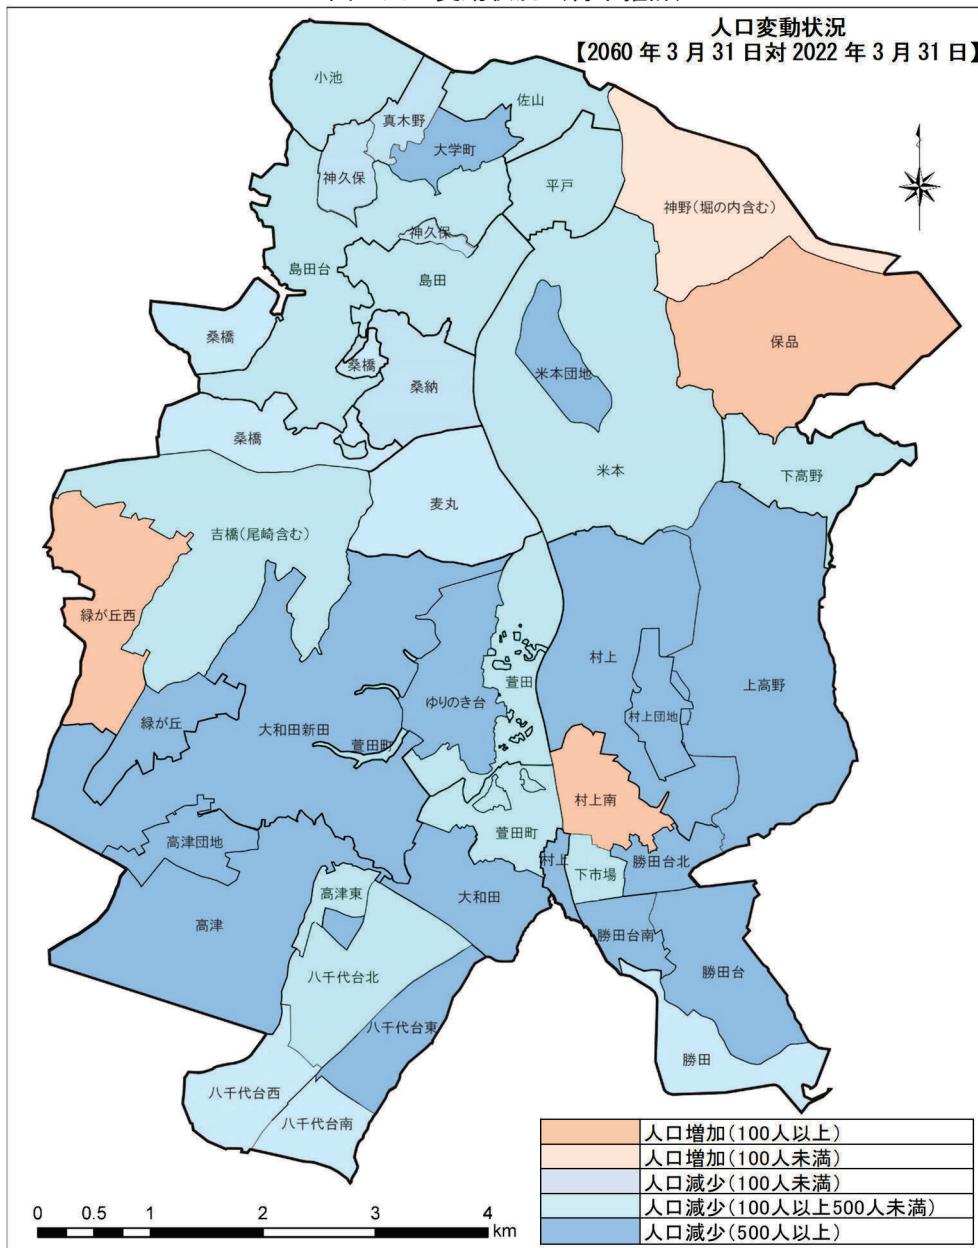 人口変動状況
【2060年3月31日対2022年3月31日】
小池
真木野
佐山
大学町
神久保
平戸
神野(堀の内含む)
神久保
島田台
島田
桑橋
保品
桑橋
米本団地
桑納
桑橋
米本
下高野
麦丸
吉橋(尾崎含む)
緑が丘西
村上
萱田
上高野
ゆりのき台
緑が丘
大和田新田
村上団地
萱田町
村上南
高津団地
萱田町
村上
勝田台北
下市場
高津東
大和田
高津
勝田台南
八千代台北
勝田台
八千代台東
勝田
八千代台西
八千代台南
人口増加(100人以上)
人口増加(100人未満)
人口減少(100人未満)
人口減少(100人以上500人未満)
人口減少(500人以上)
0 0.5 1 2 3 4
km